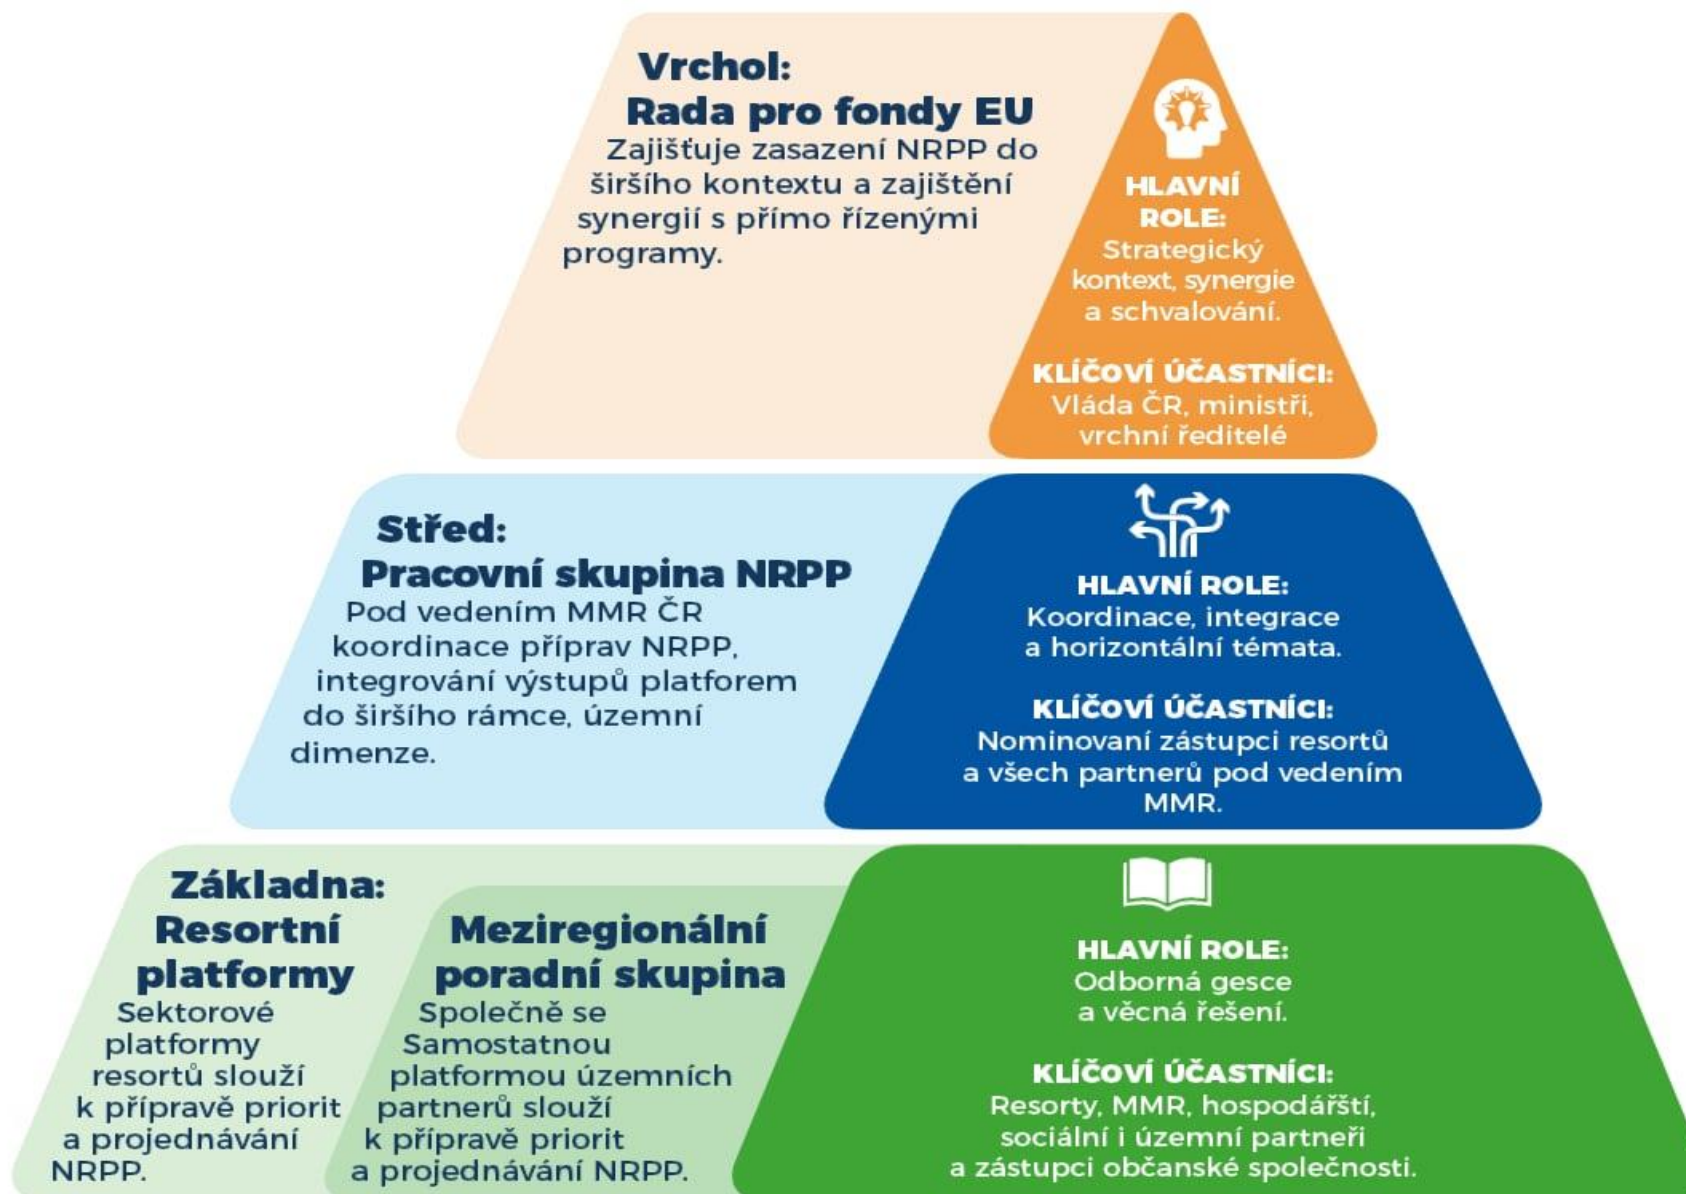 Vrchol:
Rada pro fondy EU
Zajišťuje zasazení NRPP do
širšího kontextu a zajištění
synergií s přímo řízenými
programy.
HLAVNÍ
ROLE:
Strategický
kontext, synergie
a schvalování.
KLÍČOVÍ ÚČASTNÍCI:
Vláda ČR, ministři,
vrchní ředitelé
Střed:
Pracovní skupina NRPP
Pod vedením MMR ČR
koordinace příprav NRPP,
integrování výstupů platforem
do širšího rámce, územní
dimenze.
HLAVNÍ ROLE:
Koordinace, integrace
a horizontální témata.
KLÍČOVÍ ÚČASTNÍCI:
Nominovaní zástupci resortů
a všech partnerů pod vedením
MMR.
Základna:
Resortní
platformy
Sektorové
platformy
resortů slouží
k přípravě priorit
a projednávání
NRPP.
Meziregionální
poradní skupina
Společně se
Samostatnou
platformou územních
partnerů slouží
k přípravě priorit
a projednávání NRPP.
HLAVNÍ ROLE:
Odborná gesce
a věcná řešení.
KLÍČOVÍ ÚČASTNÍCI:
Resorty, MMR, hospodářští,
sociální i územní partneři
a zástupci občanské společnosti.